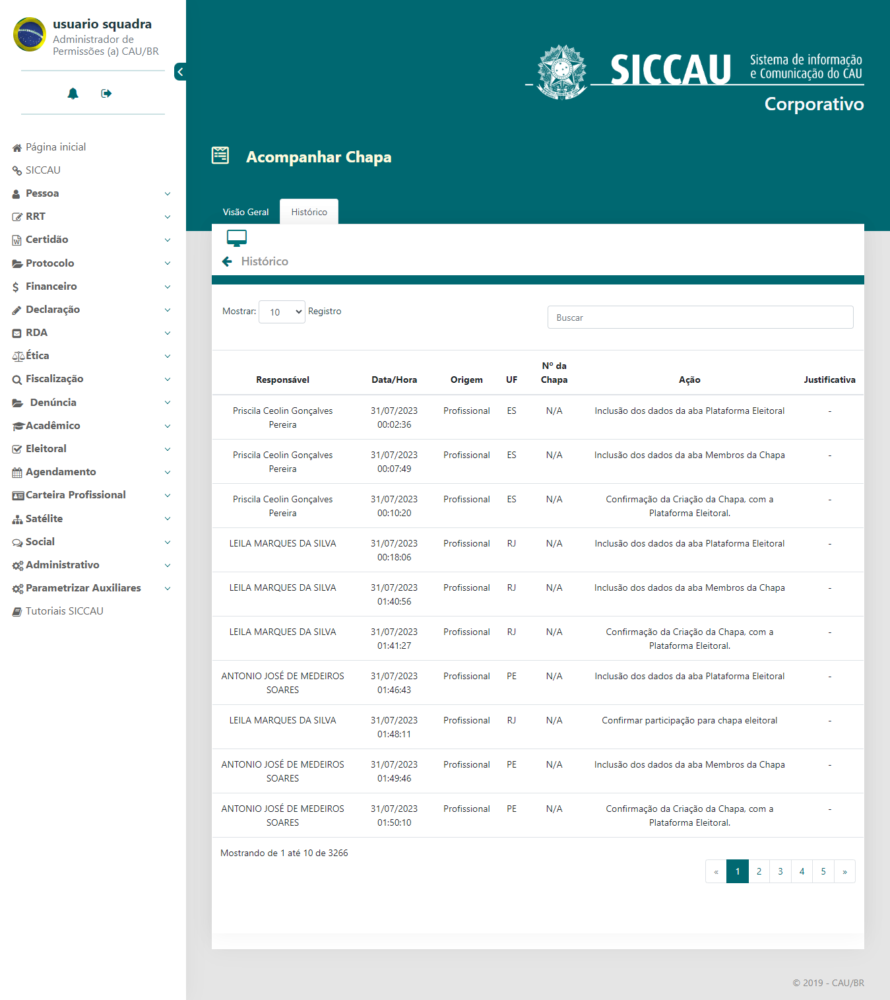 usuario squadra
Administrador de
Permissões (a) CAU/BR
Página inicial
SICCAU
Pessoa
RRT
Certidão
Protocolo
Financeiro
Declaração
RDA
Ética
Fiscalização
Denúncia
Acadêmico
Eleitoral
Agendamento
Carteira Profissional
Satélite
Social
Administrativo
Parametrizar Auxiliares
Tutoriais SICCAU
SICCAU Sistema de informação
e Comunicação do CAU
Corporativo
Acompanhar Chapa
Visão Geral Histórico
Histórico
Mostrar: 10 Registro
Buscar
Nº da
Responsável Data/Hora Origem UF Chapa Ação Justificativa
Priscila Ceolin Gonçalves 31/07/2023 Profissional ES N/A Inclusão dos dados da aba Plataforma Eleitoral -
Pereira 00:02:36
Priscila Ceolin Gonçalves 31/07/2023 Profissional ES N/A Inclusão dos dados da aba Membros da Chapa -
Pereira 00:07:49
Priscila Ceolin Gonçalves 31/07/2023 Profissional ES N/A Confirmação da Criação da Chapa, com a -
Pereira 00:10:20 Plataforma Eleitoral.
LEILA MARQUES DA SILVA 31/07/2023 Profissional RJ N/A Inclusão dos dados da aba Plataforma Eleitoral -
00:18:06
LEILA MARQUES DA SILVA 31/07/2023 Profissional RJ N/A Inclusão dos dados da aba Membros da Chapa -
01:40:56
LEILA MARQUES DA SILVA 31/07/2023 Profissional RJ N/A Confirmação da Criação da Chapa, com a -
01:41:27 Plataforma Eleitoral.
ANTONIO JOSÉ DE MEDEIROS 31/07/2023 Profissional PE N/A Inclusão dos dados da aba Plataforma Eleitoral -
SOARES 01:46:43
LEILA MARQUES DA SILVA 31/07/2023 Profissional RJ N/A Confirmar participação para chapa eleitoral -
01:48:11
ANTONIO JOSÉ DE MEDEIROS 31/07/2023 Profissional PE N/A Inclusão dos dados da aba Membros da Chapa -
SOARES 01:49:46
ANTONIO JOSÉ DE MEDEIROS 31/07/2023 Profissional PE N/A Confirmação da Criação da Chapa, com a -
SOARES 01:50:10 Plataforma Eleitoral.
Mostrando de 1 até 10 de 3266
« 1 2 3 4 5 »
© 2019 - CAU/BR